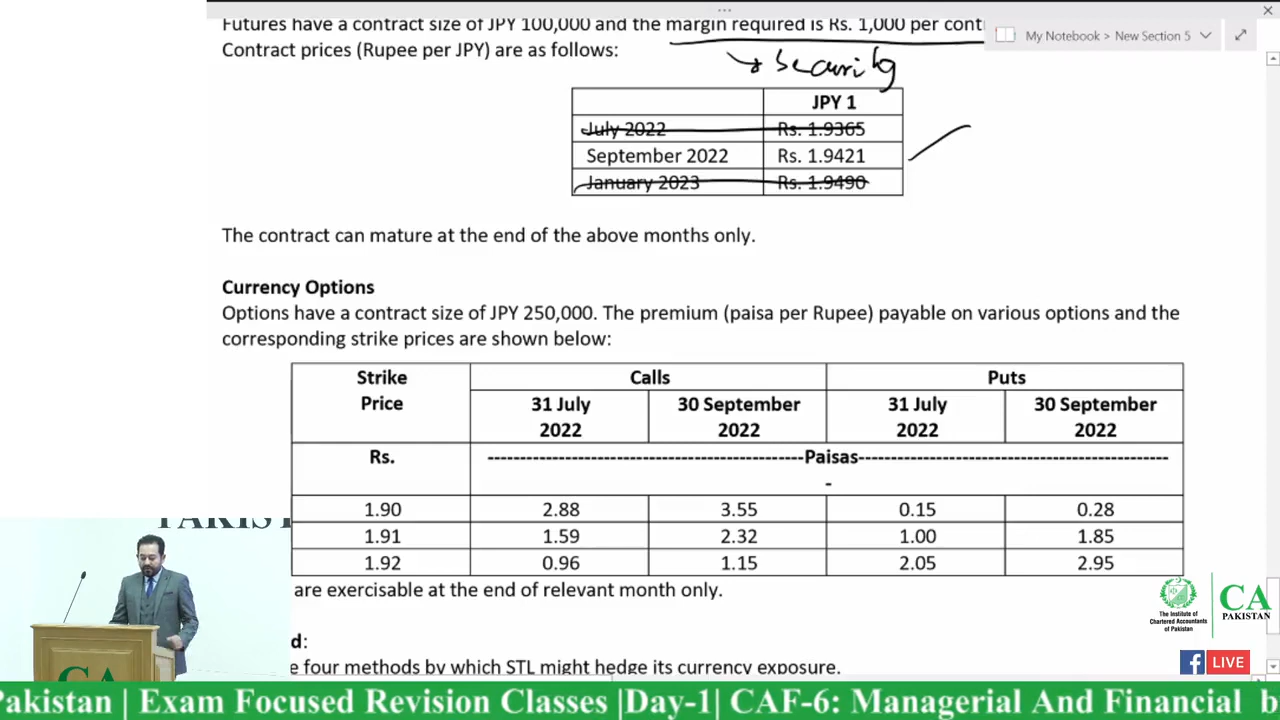 Futures have a contract size of JPY 100,000 and the margin required is Rs. 1,000 per
My Notebook > New Section 5
Contract prices (Rupee per JPY) are as follows:
→ Security
JPY 1
July 2022 Rs. 1.9365
September 2022 Rs. 1.9421
January 2023 Rs. 1.9490
The contract can mature at the end of the above months only.
Currency Options
Options have a contract size of JPY 250,000. The premium (paisa per Rupee) payable on various options and the
corresponding strike prices are shown below:
Strike Price Calls Puts
31 July 2022 30 September 2022 31 July 2022 30 September 2022
Rs. ---Paisas---
-
1.90 2.88 3.55 0.15 0.28
1.91 1.59 2.32 1.00 1.85
1.92 0.96 1.15 2.05 2.95
are exercisable at the end of relevant month only.
four methods by which STL might hedge its currency exposure.
The Institute of
Chartered Accountants
of Pakistan
CA
PAKISTAN
f LIVE
CA
Pakistan | Exam Focused Revision Classes |Day-1| CAF-6: Managerial And Financial